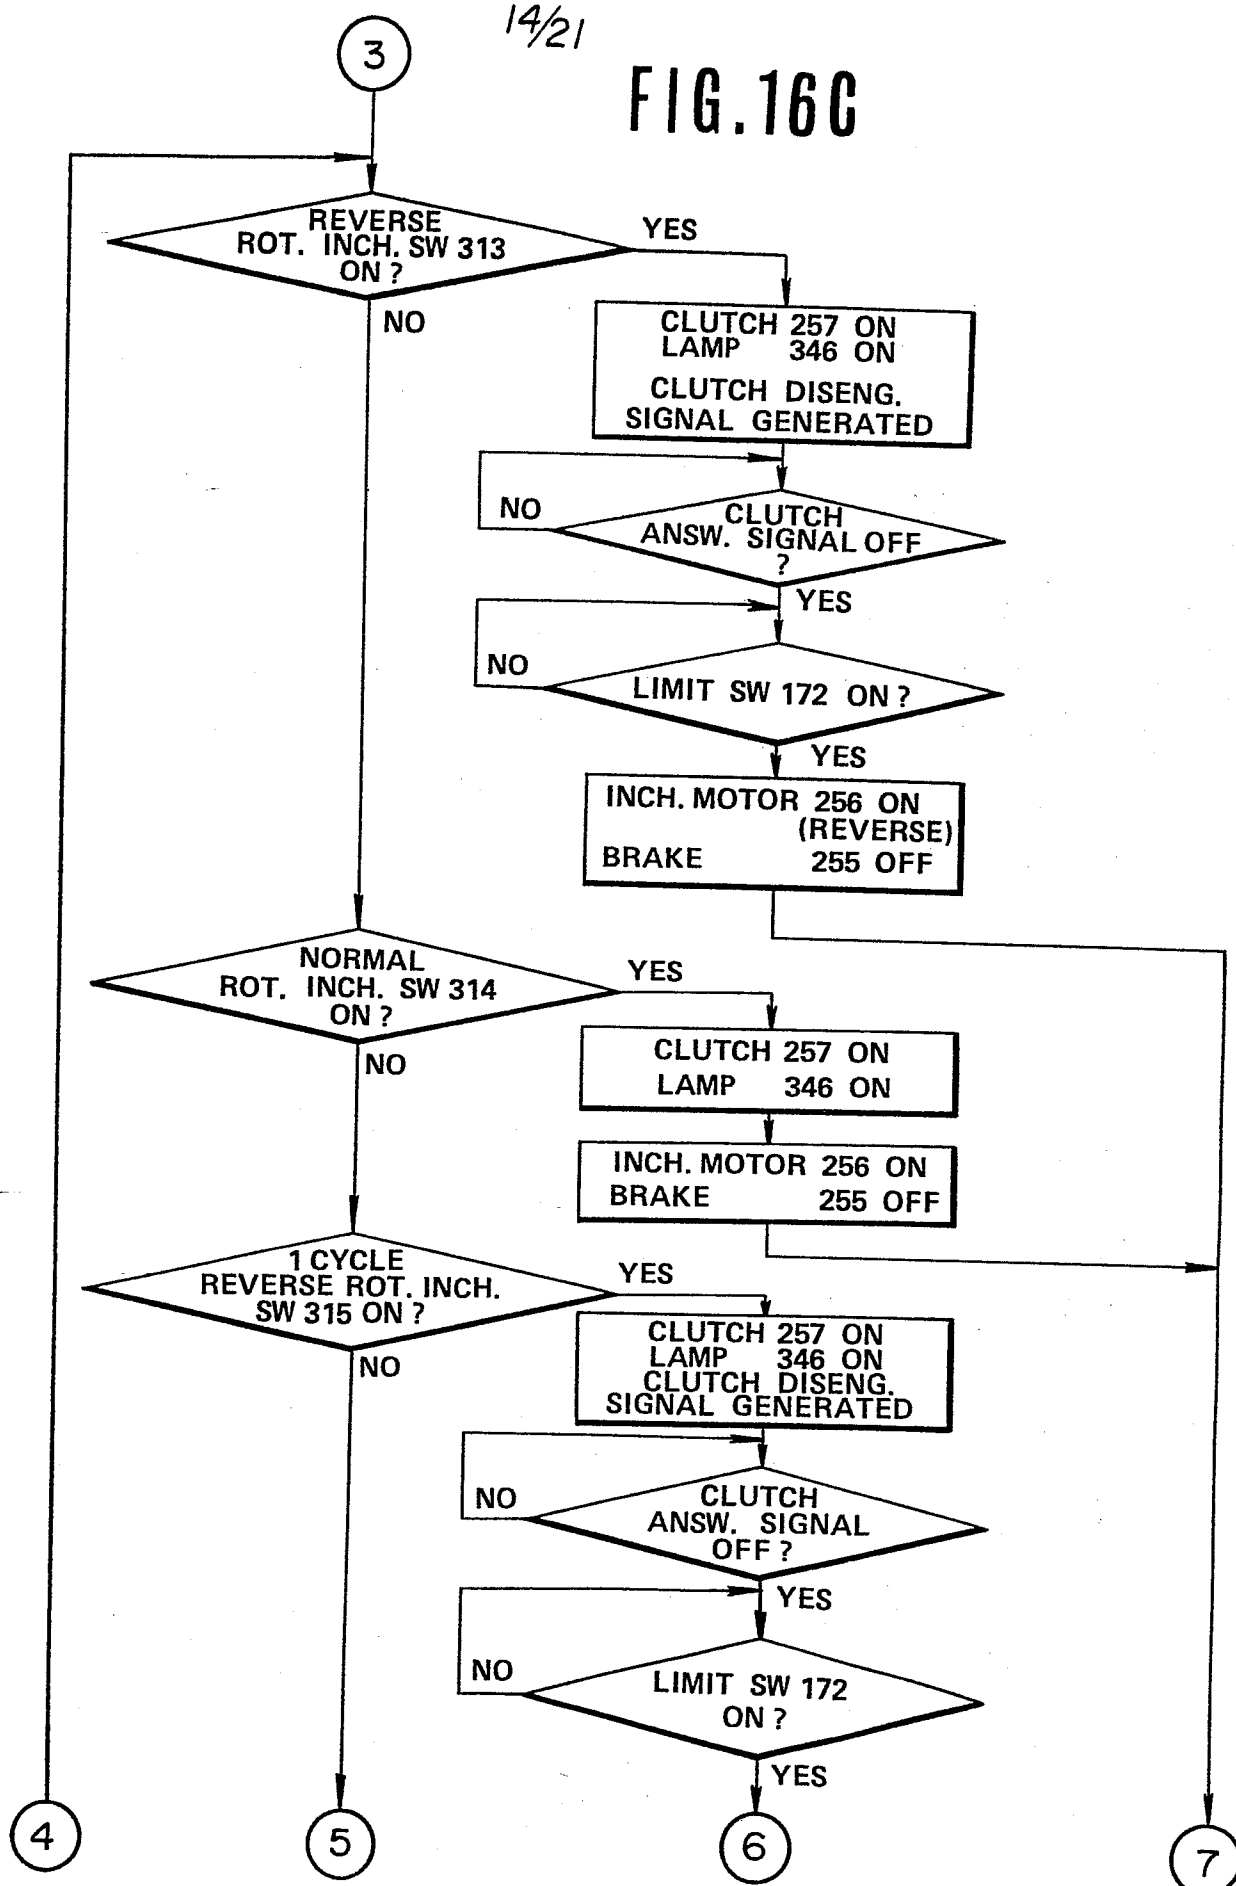 14/21
3
FIG.16C
REVERSE
ROT. INCH. SW 313
ON ?
YES
NO
CLUTCH 257 ON
LAMP 346 ON
CLUTCH DISENG.
SIGNAL GENERATED
NO
CLUTCH
ANSW. SIGNAL OFF
?
YES
NO
LIMIT SW 172 ON ?
YES
INCH. MOTOR 256 ON
(REVERSE)
BRAKE 255 OFF
NORMAL
ROT. INCH. SW 314
ON ?
YES
NO
CLUTCH 257 ON
LAMP 346 ON
INCH. MOTOR 256 ON
BRAKE 255 OFF
1 CYCLE
REVERSE ROT. INCH.
SW 315 ON ?
YES
NO
CLUTCH 257 ON
LAMP 346 ON
CLUTCH DISENG.
SIGNAL GENERATED
NO
CLUTCH
ANSW. SIGNAL
OFF ?
YES
NO
LIMIT SW 172
ON ?
YES
4
5
6
7